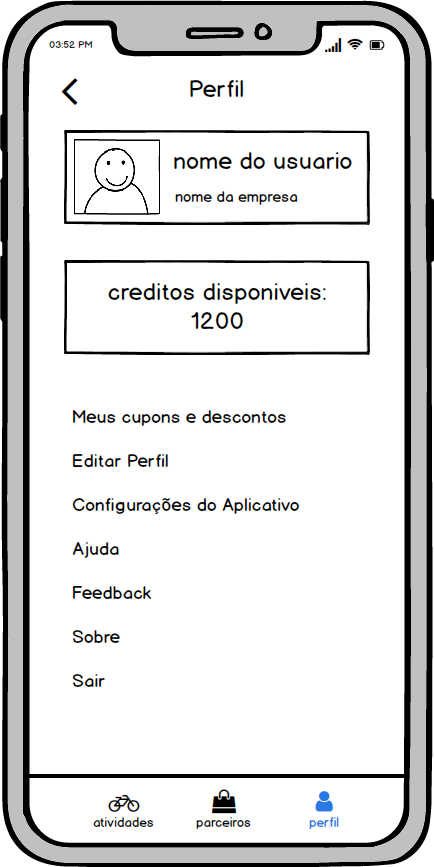 03:52 PM
Perfil
nome do usuario
nome da empresa
creditos disponiveis:
1200
Meus cupons e descontos
Editar Perfil
Configurações do Aplicativo
Ajuda
Feedback
Sobre
Sair
atividades parceiros perfil